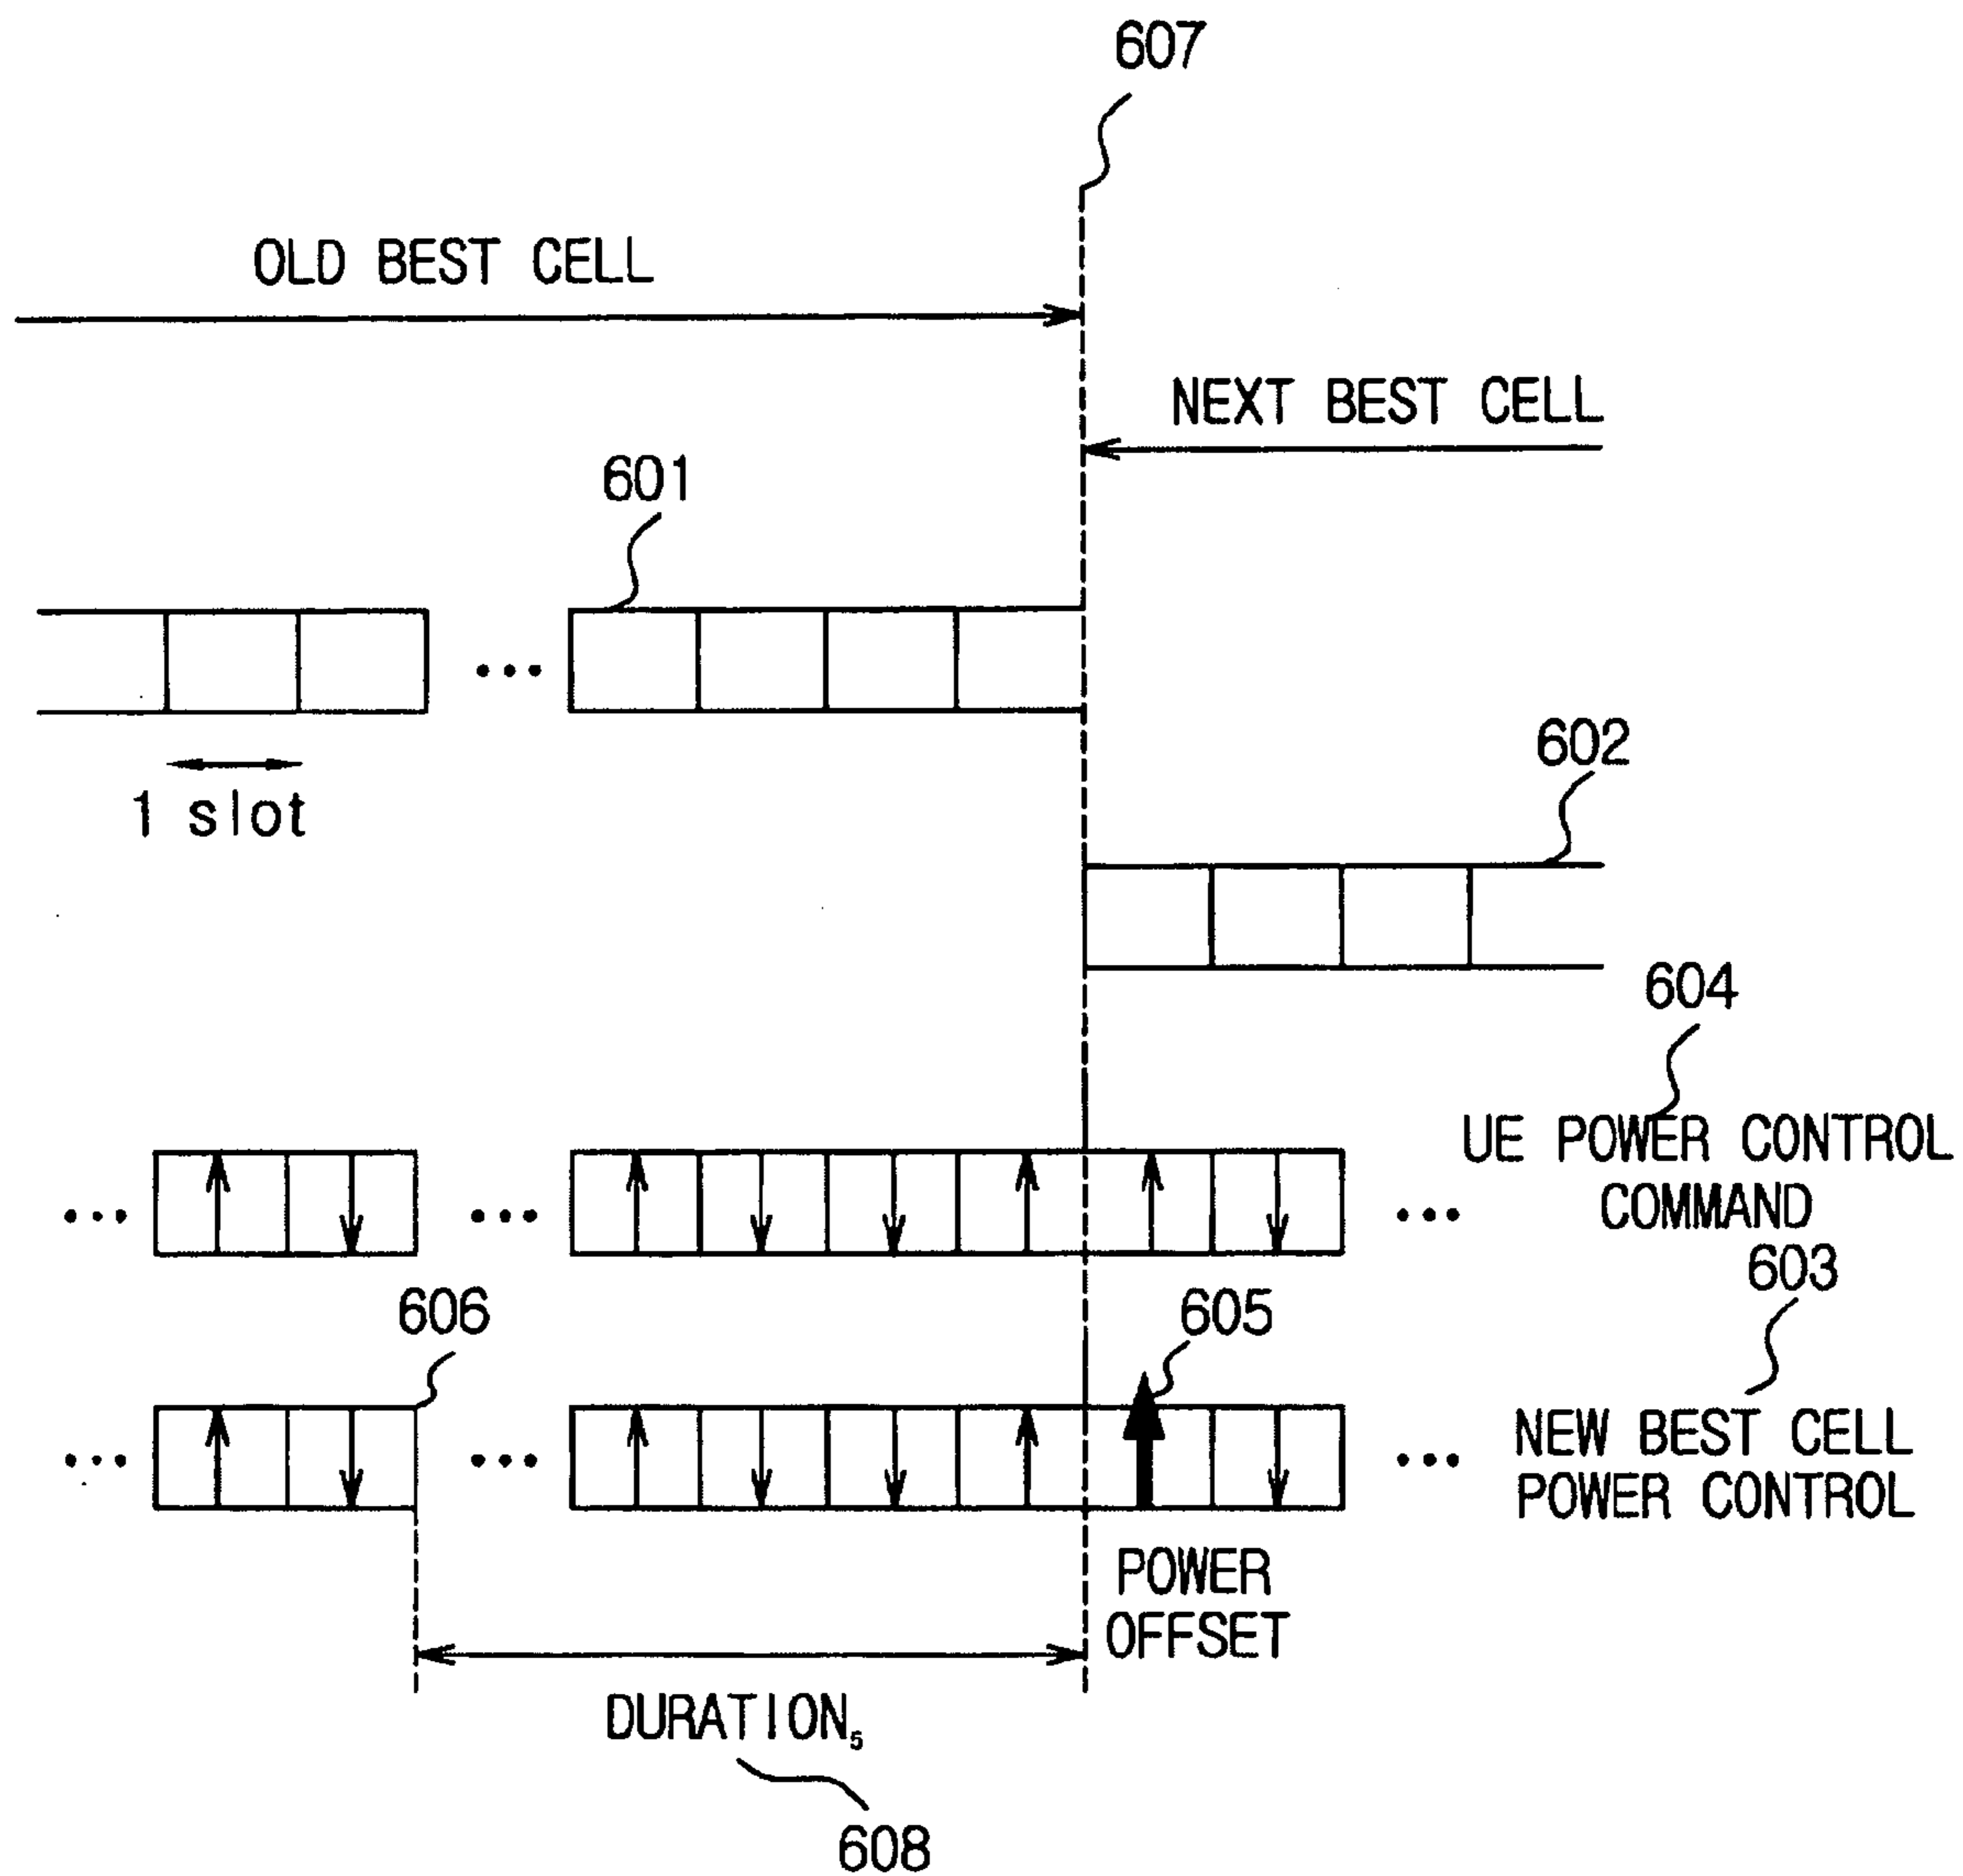 607
OLD BEST CELL
NEXT BEST CELL
601
1 slot
602
604
UE POWER CONTROL
COMMAND
603
606
605
NEW BEST CELL
POWER CONTROL
POWER
OFFSET
DURATION₅
608